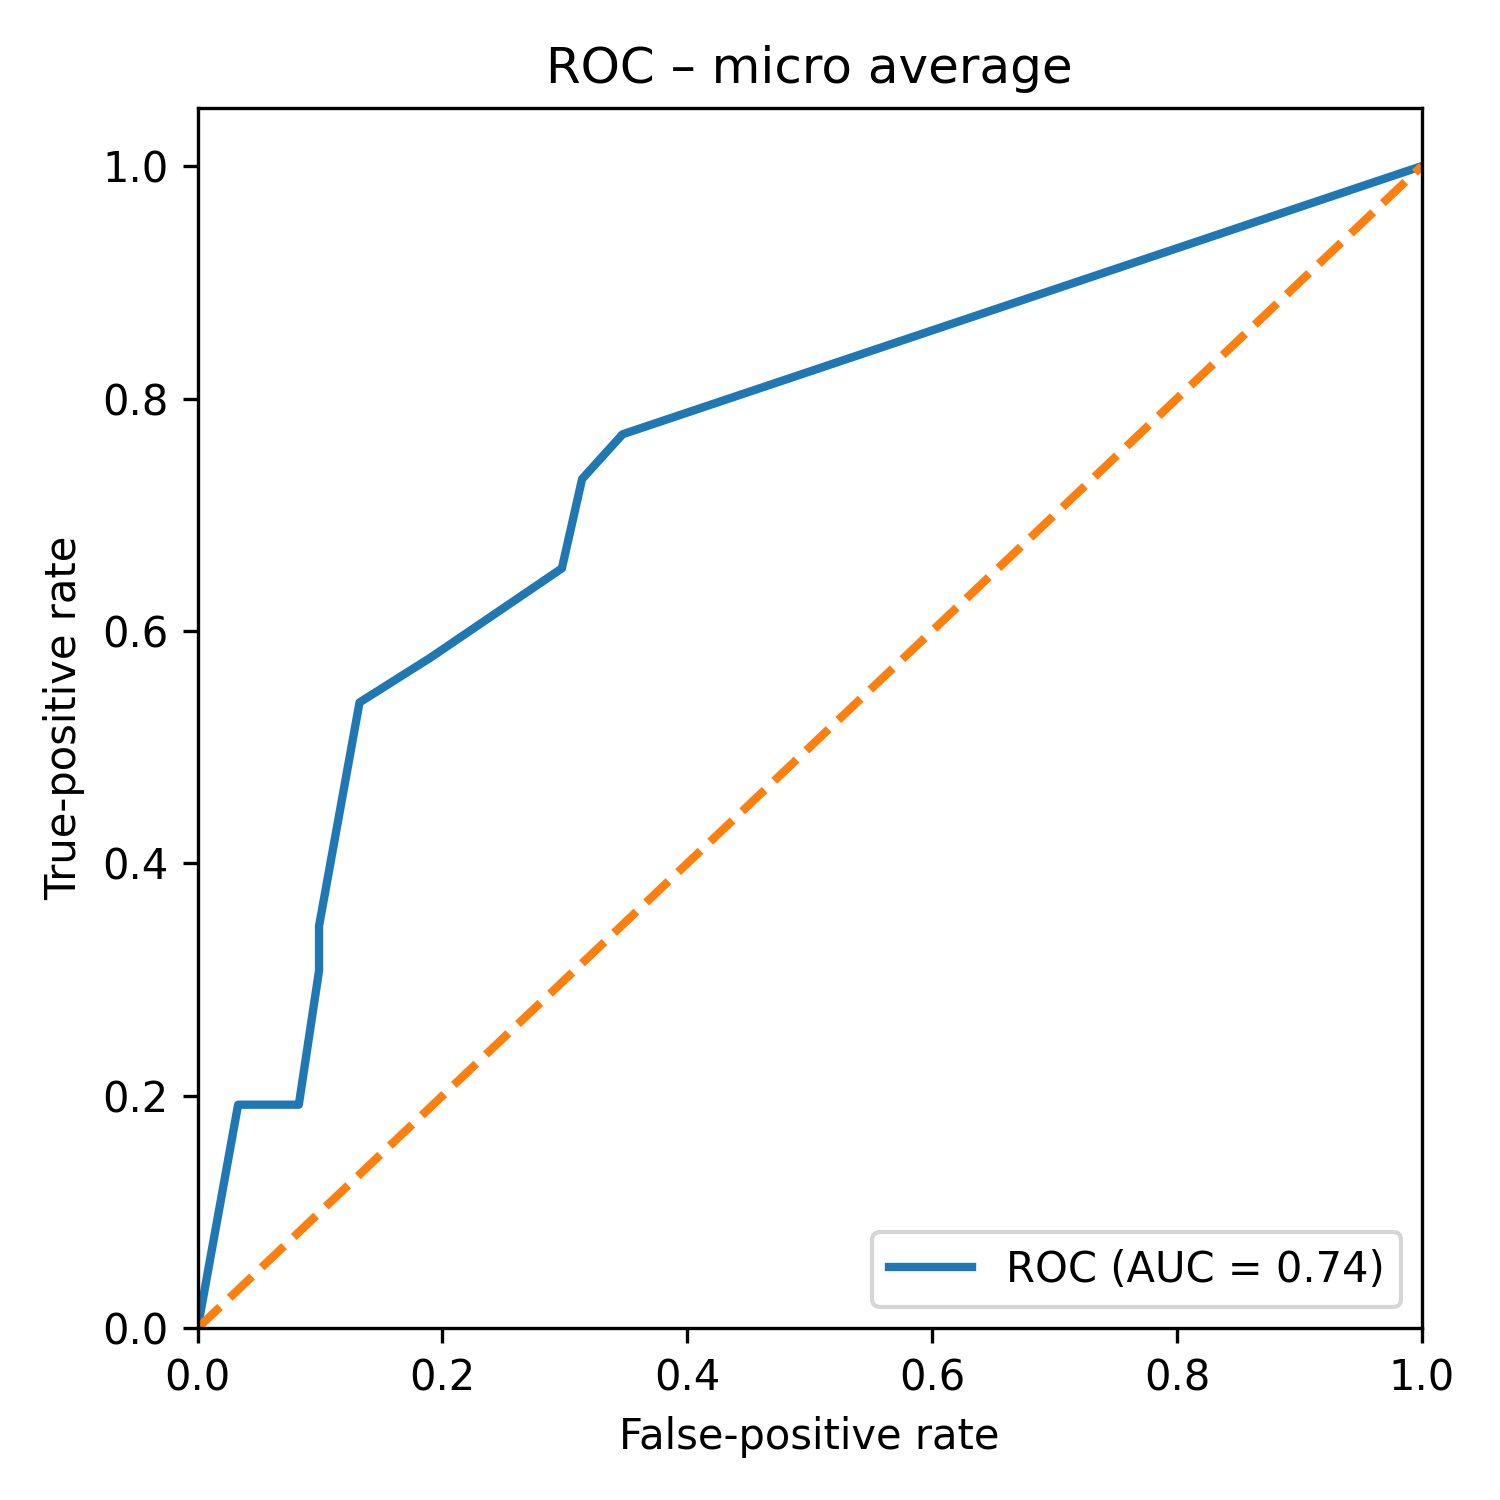 ROC – micro average
1.0
0.8
0.6
0.4
0.2
0.0
True-positive rate
ROC (AUC = 0.74)
0.0 0.2 0.4 0.6 0.8 1.0
False-positive rate